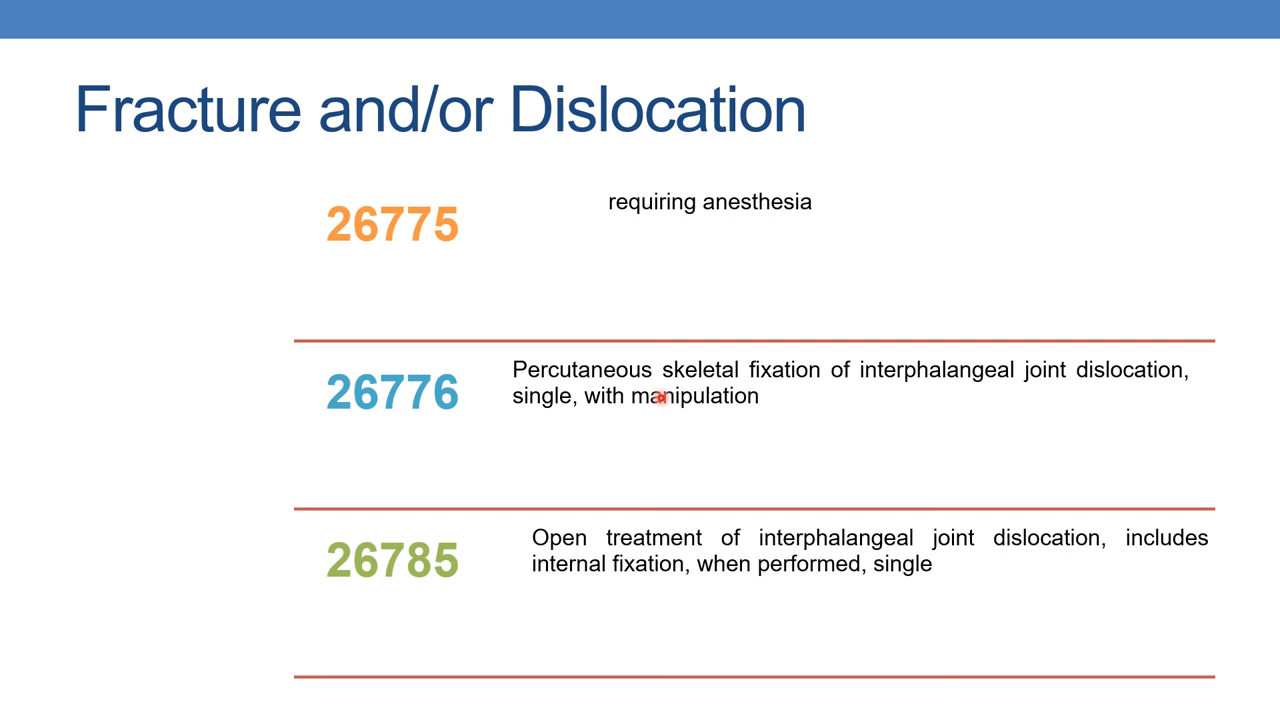 Fracture and/or Dislocation
26775
requiring anesthesia
26776
Percutaneous skeletal fixation of interphalangeal joint dislocation,
single, with manipulation
26785
Open treatment of interphalangeal joint dislocation, includes
internal fixation, when performed, single